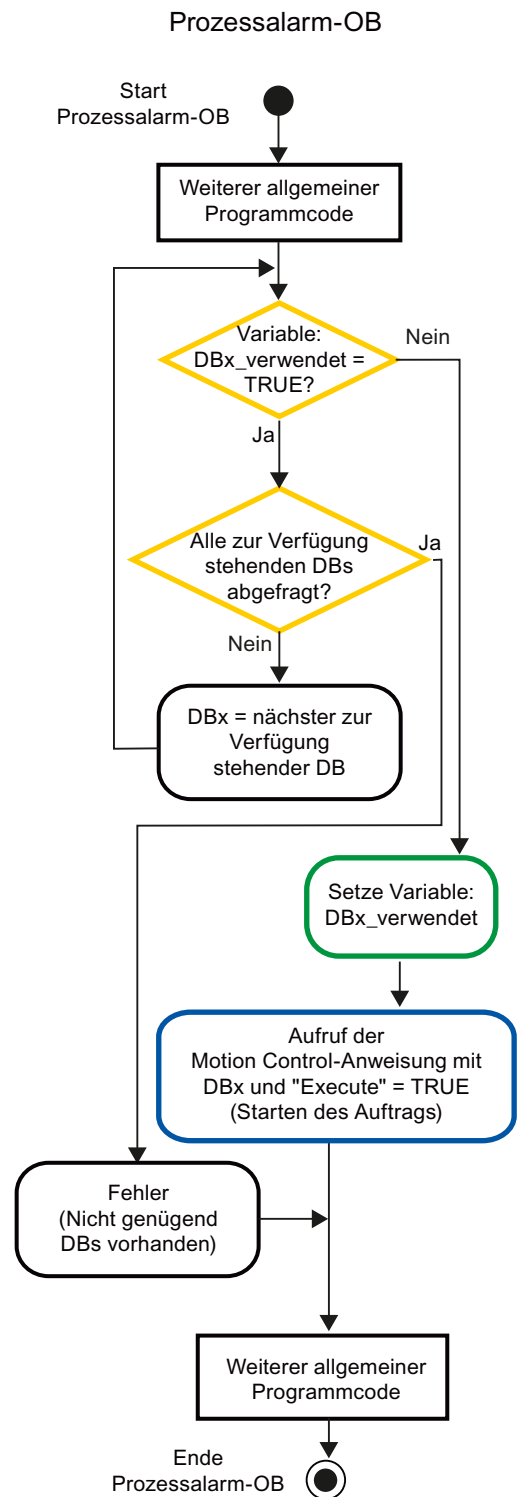 Prozessalarm-OB
Start
Prozessalarm-OB
Weiterer allgemeiner
Programmcode
Variable:
DBx_verwendet =
TRUE?
Nein
Ja
Alle zur Verfügung
stehenden DBs
abgefragt?
Ja
Nein
DBx = nächster zur
Verfügung
stehender DB
Setze Variable:
DBx_verwendet
Aufruf der
Motion Control-Anweisung mit
DBx und "Execute" = TRUE
(Starten des Auftrags)
Fehler
(Nicht genügend
DBs vorhanden)
Weiterer allgemeiner
Programmcode
Ende
Prozessalarm-OB